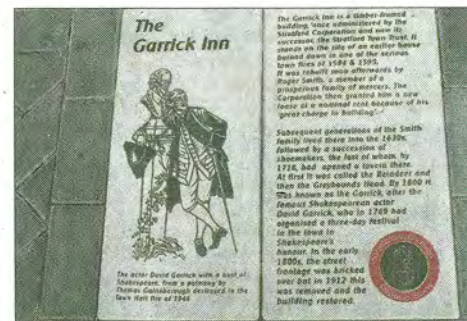 The
Garrick Inn
The actor David Garrick with a bust of
Shakespeare, from a painting by
Thomas Gainsborough destroyed in the
Town Hall fire of 1946
The Garrick Inn is a timber-framed
building, once administered by the
Stratford Corporation and now its
successor, the Stratford Town Trust. It
stands on the site of an earlier house
burned down in one of the serious
town fires of 1594 & 1595.
It was rebuilt soon afterwards by
Roger Smith, a member of a
prosperous family of mercers. The
Corporation then granted him a new
lease at a nominal rent because of his
'great charge in building'.
Subsequent generations of the Smith
family lived there into the 1630s,
followed by a succession of
shoemakers, the last of whom, by
1718, had opened a tavern there.
At first it was called the Reindeer and
then the Greyhounds Head. By 1800 it
was known as the Garrick, after the
famous Shakespearean actor
David Garrick, who in 1769 had
organised a three-day festival
in the town in
Shakespeare's
honour. In the early
1800s, the street
frontage was bricked
over but in 1912 this
was removed and the
building restored.